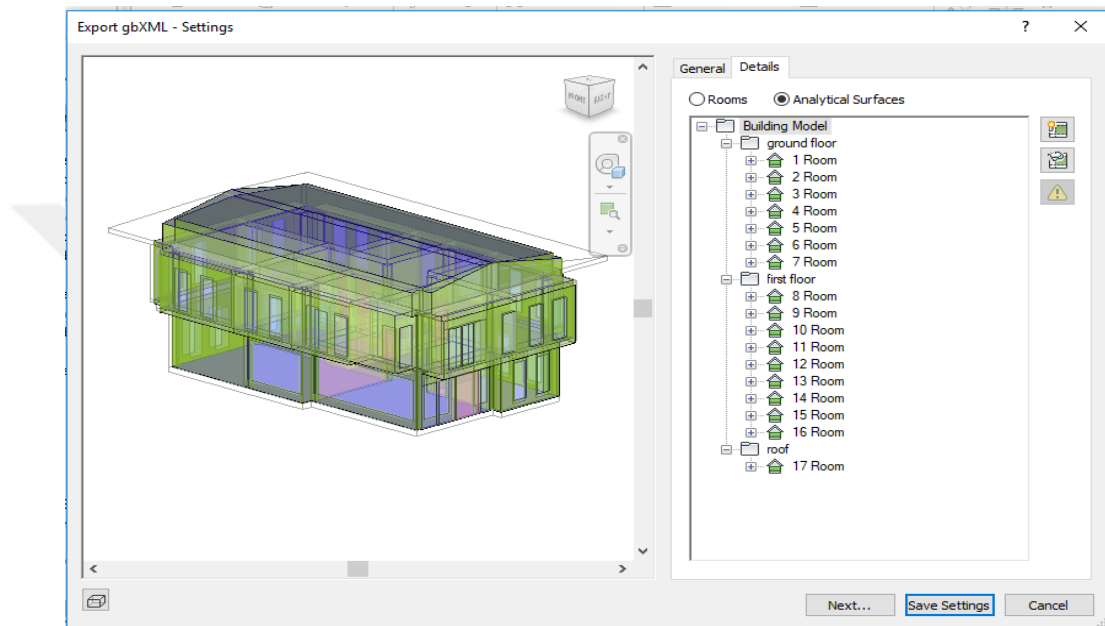 Export gbXML - Settings
General Details
Rooms Analytical Surfaces
Building Model
ground floor
1 Room
2 Room
3 Room
4 Room
5 Room
6 Room
7 Room
first floor
8 Room
9 Room
10 Room
11 Room
12 Room
13 Room
14 Room
15 Room
16 Room
roof
17 Room
FRONT
Next... Save Settings Cancel